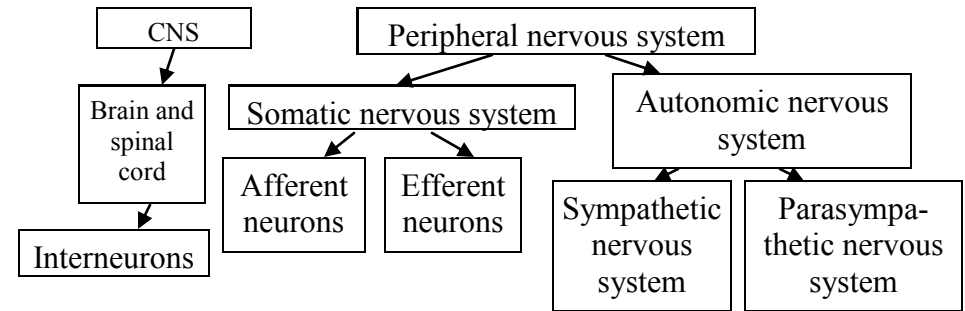 CNS
Peripheral nervous system
Brain and
spinal
cord
Somatic nervous system
Autonomic nervous
system
Afferent
neurons
Efferent
neurons
Sympathetic
nervous
system
Parasympa-
thetic nervous
system
Interneurons